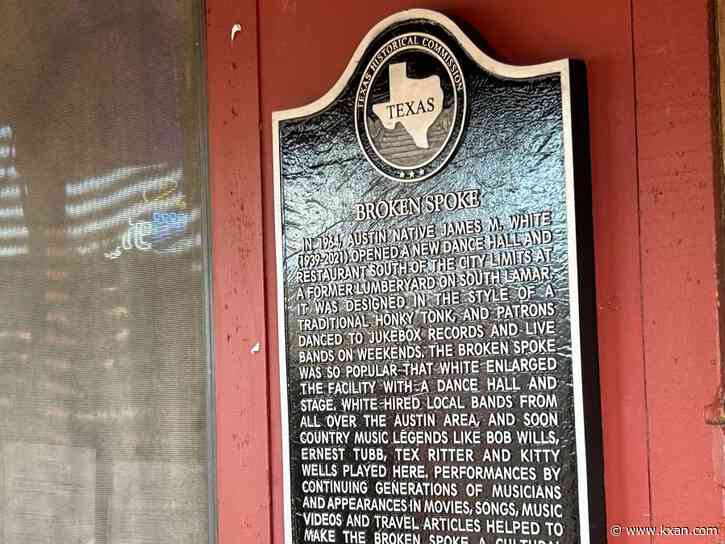 TEXAS HISTORICAL COMMISSION
TEXAS
BROKEN SPOKE
IN 1964, AUSTIN NATIVE JAMES M. WHITE
(1939-2021) OPENED A NEW DANCE HALL AND
RESTAURANT SOUTH OF THE CITY LIMITS AT
A FORMER LUMBERYARD ON SOUTH LAMAR.
IT WAS DESIGNED IN THE STYLE OF A
TRADITIONAL HONKY TONK, AND PATRONS
DANCED TO JUKEBOX RECORDS AND LIVE
BANDS ON WEEKENDS. THE BROKEN SPOKE
WAS SO POPULAR THAT WHITE ENLARGED
THE FACILITY WITH A DANCE HALL AND
STAGE. WHITE HIRED LOCAL BANDS FROM
ALL OVER THE AUSTIN AREA, AND SOON
COUNTRY MUSIC LEGENDS LIKE BOB WILLS,
ERNEST TUBB, TEX RITTER AND KITTY
WELLS PLAYED HERE. PERFORMANCES BY
CONTINUING GENERATIONS OF MUSICIANS
AND APPEARANCES IN MOVIES, SONGS, MUSIC
VIDEOS AND TRAVEL ARTICLES HELPED TO
MAKE THE BROKEN SPOKE A CULTURAL
© www.kxan.com